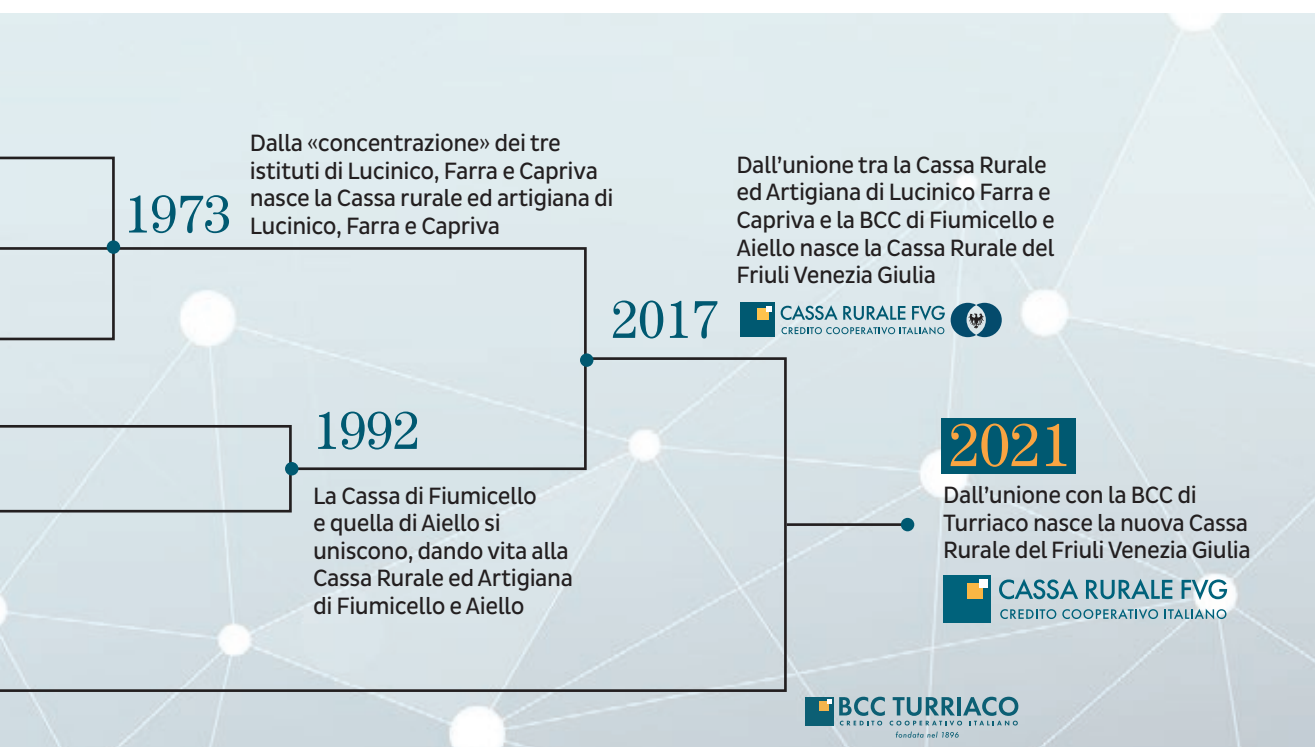 1973
Dalla «concentrazione» dei tre
istituti di Lucinico, Farra e Capriva
nasce la Cassa rurale ed artigiana di
Lucinico, Farra e Capriva
Dall'unione tra la Cassa Rurale
ed Artigiana di Lucinico Farra e
Capriva e la BCC di Fiumicello e
Aiello nasce la Cassa Rurale del
Friuli Venezia Giulia
2017
CASSA RURALE FVG
CREDITO COOPERATIVO ITALIANO
1992
La Cassa di Fiumicello
e quella di Aiello si
uniscono, dando vita alla
Cassa Rurale ed Artigiana
di Fiumicello e Aiello
2021
Dall'unione con la BCC di
Turriaco nasce la nuova Cassa
Rurale del Friuli Venezia Giulia
CASSA RURALE FVG
CREDITO COOPERATIVO ITALIANO
BCC TURRIACO
CREDITO COOPERATIVO ITALIANO
fondata nel 1896